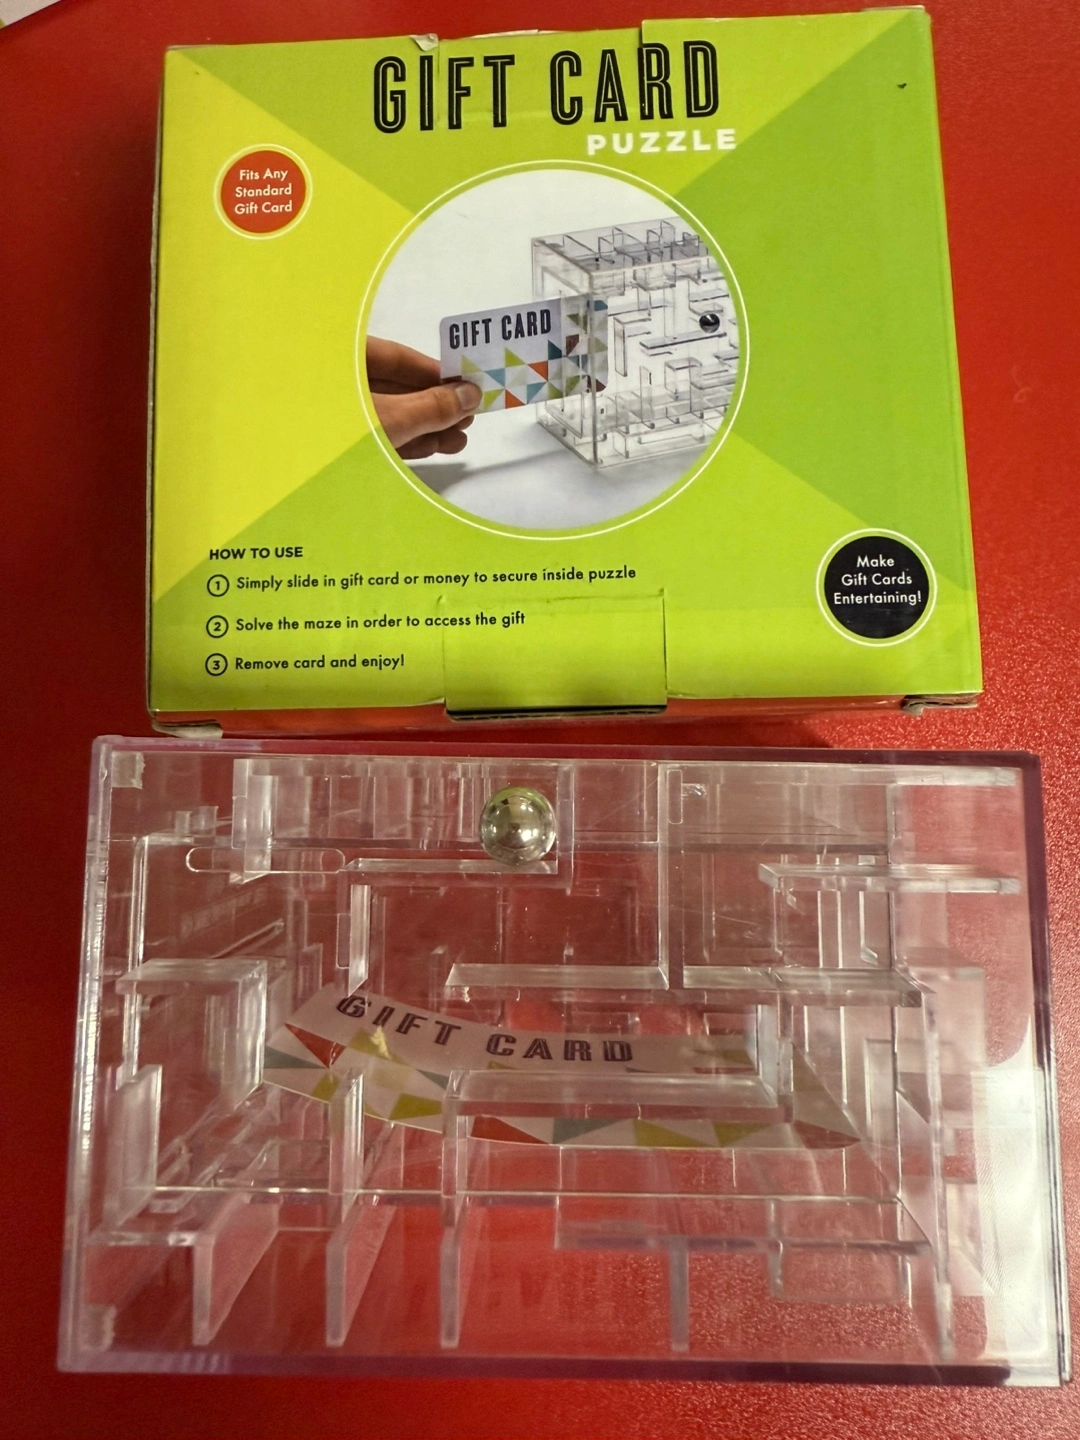 GIFT CARD
PUZZLE
Fits Any
Standard
Gift Card
GIFT CARD
HOW TO USE
1 Simply slide in gift card or money to secure inside puzzle
2 Solve the maze in order to access the gift
3 Remove card and enjoy!
Make
Gift Cards
Entertaining!
GIFT CARD